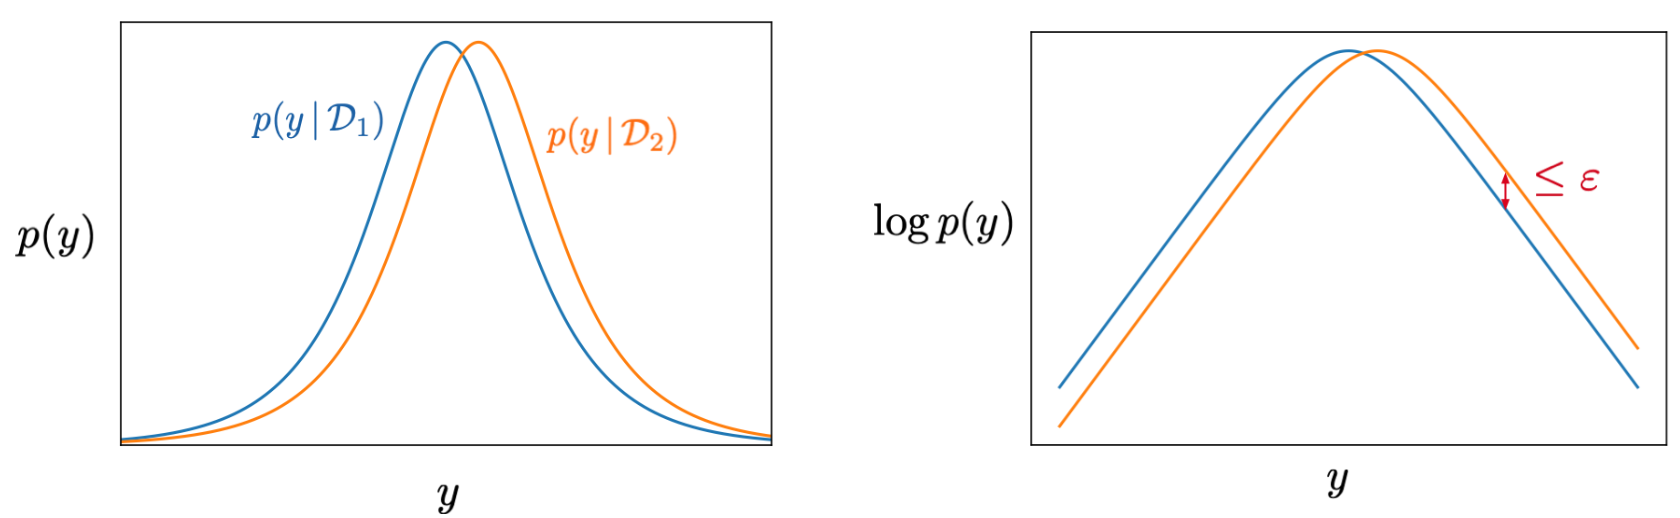 p(y | 𝒟₁)
p(y | 𝒟₂)
p(y)
y
≤ ε
log p(y)
y